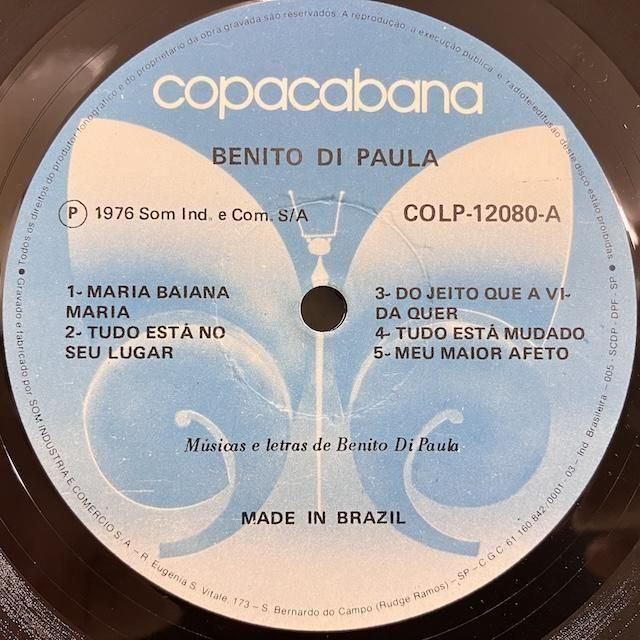 ● Todos os direitos do produtor fonográfico e do proprietário da obra gravada são reservados. A reprodução, a execução pública e radioteledifusão deste disco estão proibidas.
copacabana
BENITO DI PAULA
P 1976 Som Ind. e Com. S/A
COLP-12080-A
1- MARIA BAIANA
MARIA
2- TUDO ESTÁ NO
SEU LUGAR
3- DO JEITO QUE A VI-
DA QUER
4- TUDO ESTÁ MUDADO
5- MEU MAIOR AFETO
Músicas e letras de Benito Di Paula
MADE IN BRAZIL
● Gravado e fabricado por SOM INDUSTRIA E COMERCIO S/A – R. Eugenia S. Vitale, 173 – S. Bernardo do Campo (Rudge Ramos) – SP – C G C 61.160.842/0001 - 03 – Ind. Brasileira – 005 - SCDP - DPF - SP ●